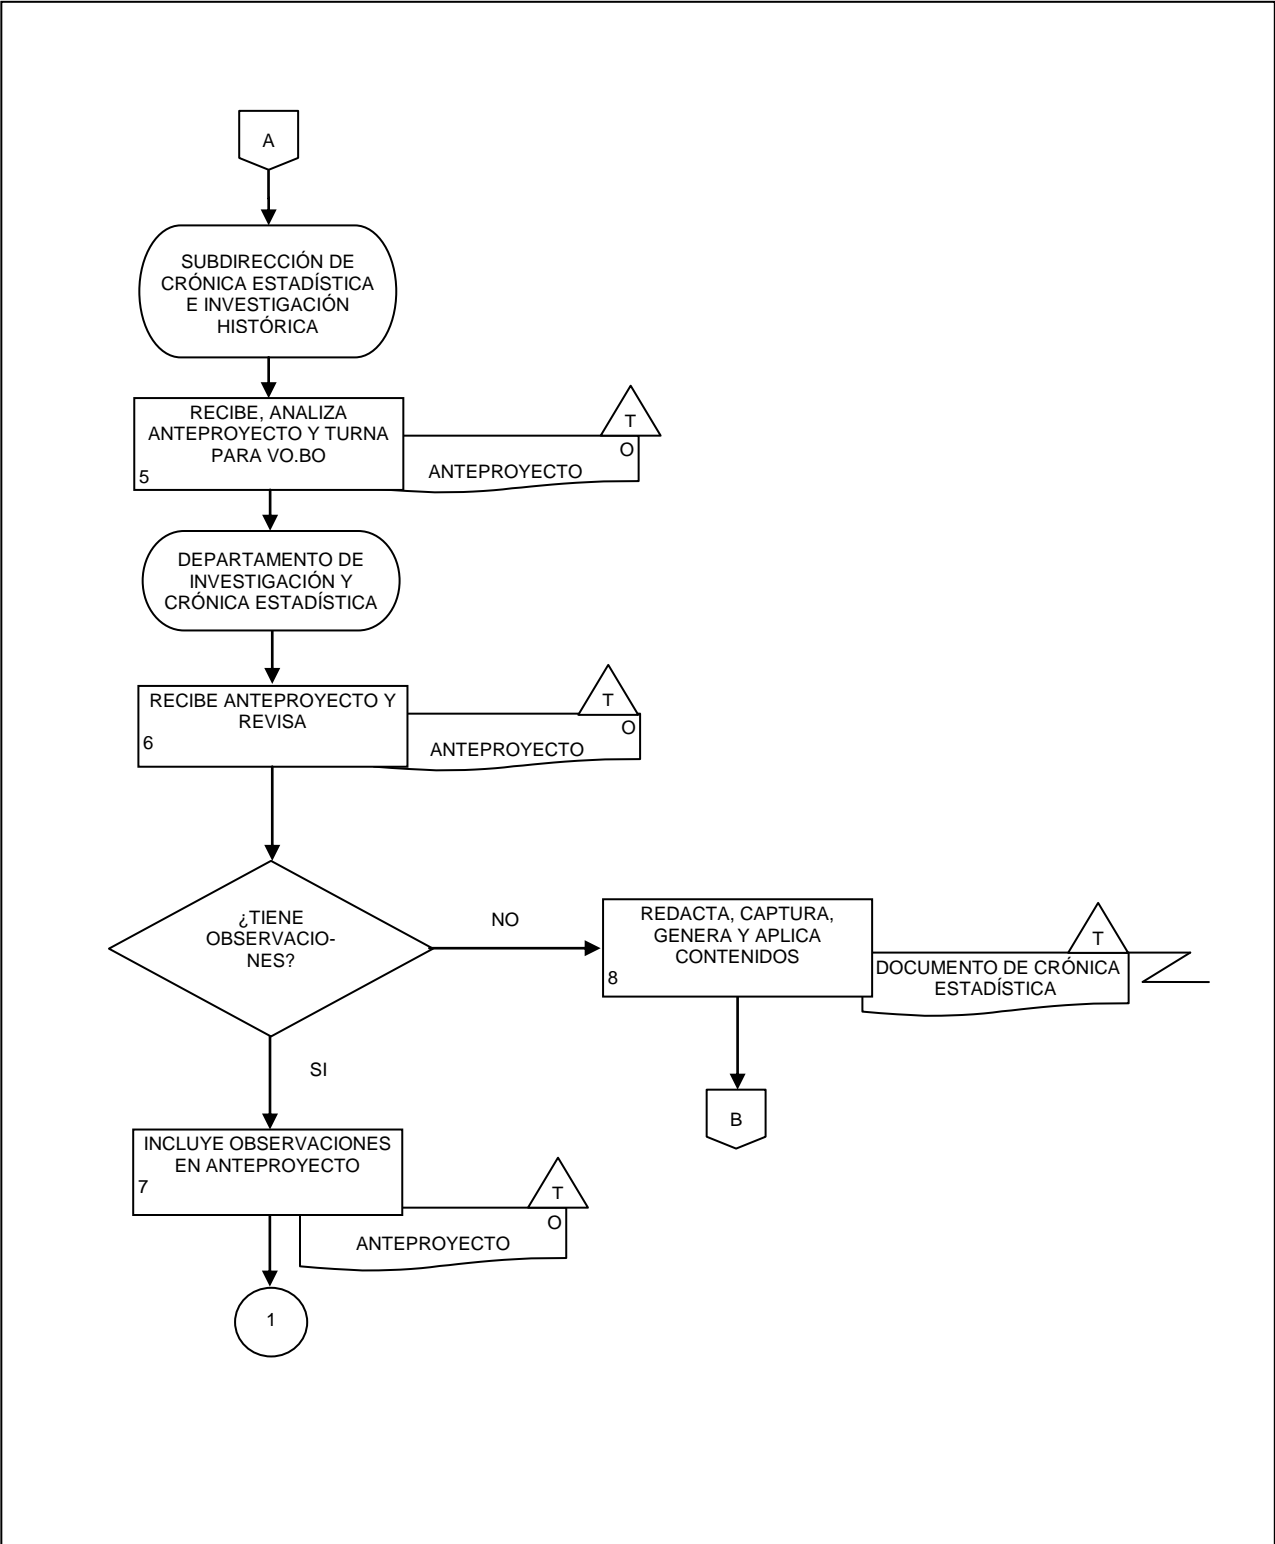 A
SUBDIRECCIÓN DE
CRÓNICA ESTADÍSTICA
E INVESTIGACIÓN
HISTÓRICA
RECIBE, ANALIZA
ANTEPROYECTO Y TURNA
PARA VO.BO
5
T
O
ANTEPROYECTO
DEPARTAMENTO DE
INVESTIGACIÓN Y
CRÓNICA ESTADÍSTICA
RECIBE ANTEPROYECTO Y
REVISA
6
T
O
ANTEPROYECTO
¿TIENE
OBSERVACIO-
NES?
NO
REDACTA, CAPTURA,
GENERA Y APLICA
CONTENIDOS
8
T
DOCUMENTO DE CRÓNICA
ESTADÍSTICA
B
SI
INCLUYE OBSERVACIONES
EN ANTEPROYECTO
7
T
O
ANTEPROYECTO
1